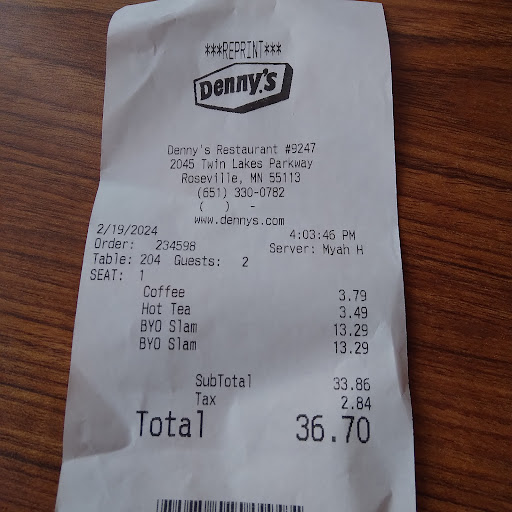 ***REPRINT***
Denny's
Denny's Restaurant #9247
2045 Twin Lakes Parkway
Roseville, MN 55113
(651) 330-0782
( ) -
www.dennys.com
2/19/2024 4:03:46 PM
Order: 234598 Server: Myah H
Table: 204 Guests: 2
SEAT: 1
Coffee 3.79
Hot Tea 3.49
BYO Slam 13.29
BYO Slam 13.29
SubTotal 33.86
Tax 2.84
Total 36.70